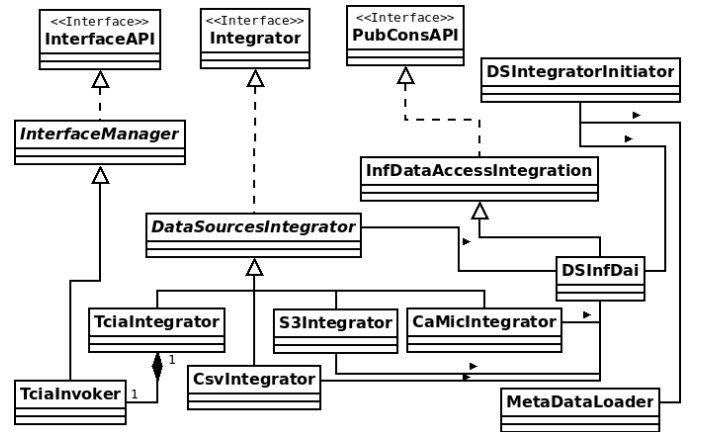 <<Interface>>
InterfaceAPI
<<Interface>>
Integrator
<<Interface>>
PubConsAPI
DSIntegratorInitiator
InterfaceManager
InfDataAccessIntegration
DataSourcesIntegrator
DSInfDai
TciaIntegrator
S3Integrator
CaMicIntegrator
1
CsvIntegrator
TciaInvoker
1
MetaDataLoader